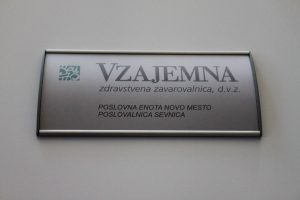 VZAJEMNA
zdravstvena zavarovalnica, d.v.z.
POSLOVNA ENOTA NOVO MESTO
POSLOVALNICA SEVNICA